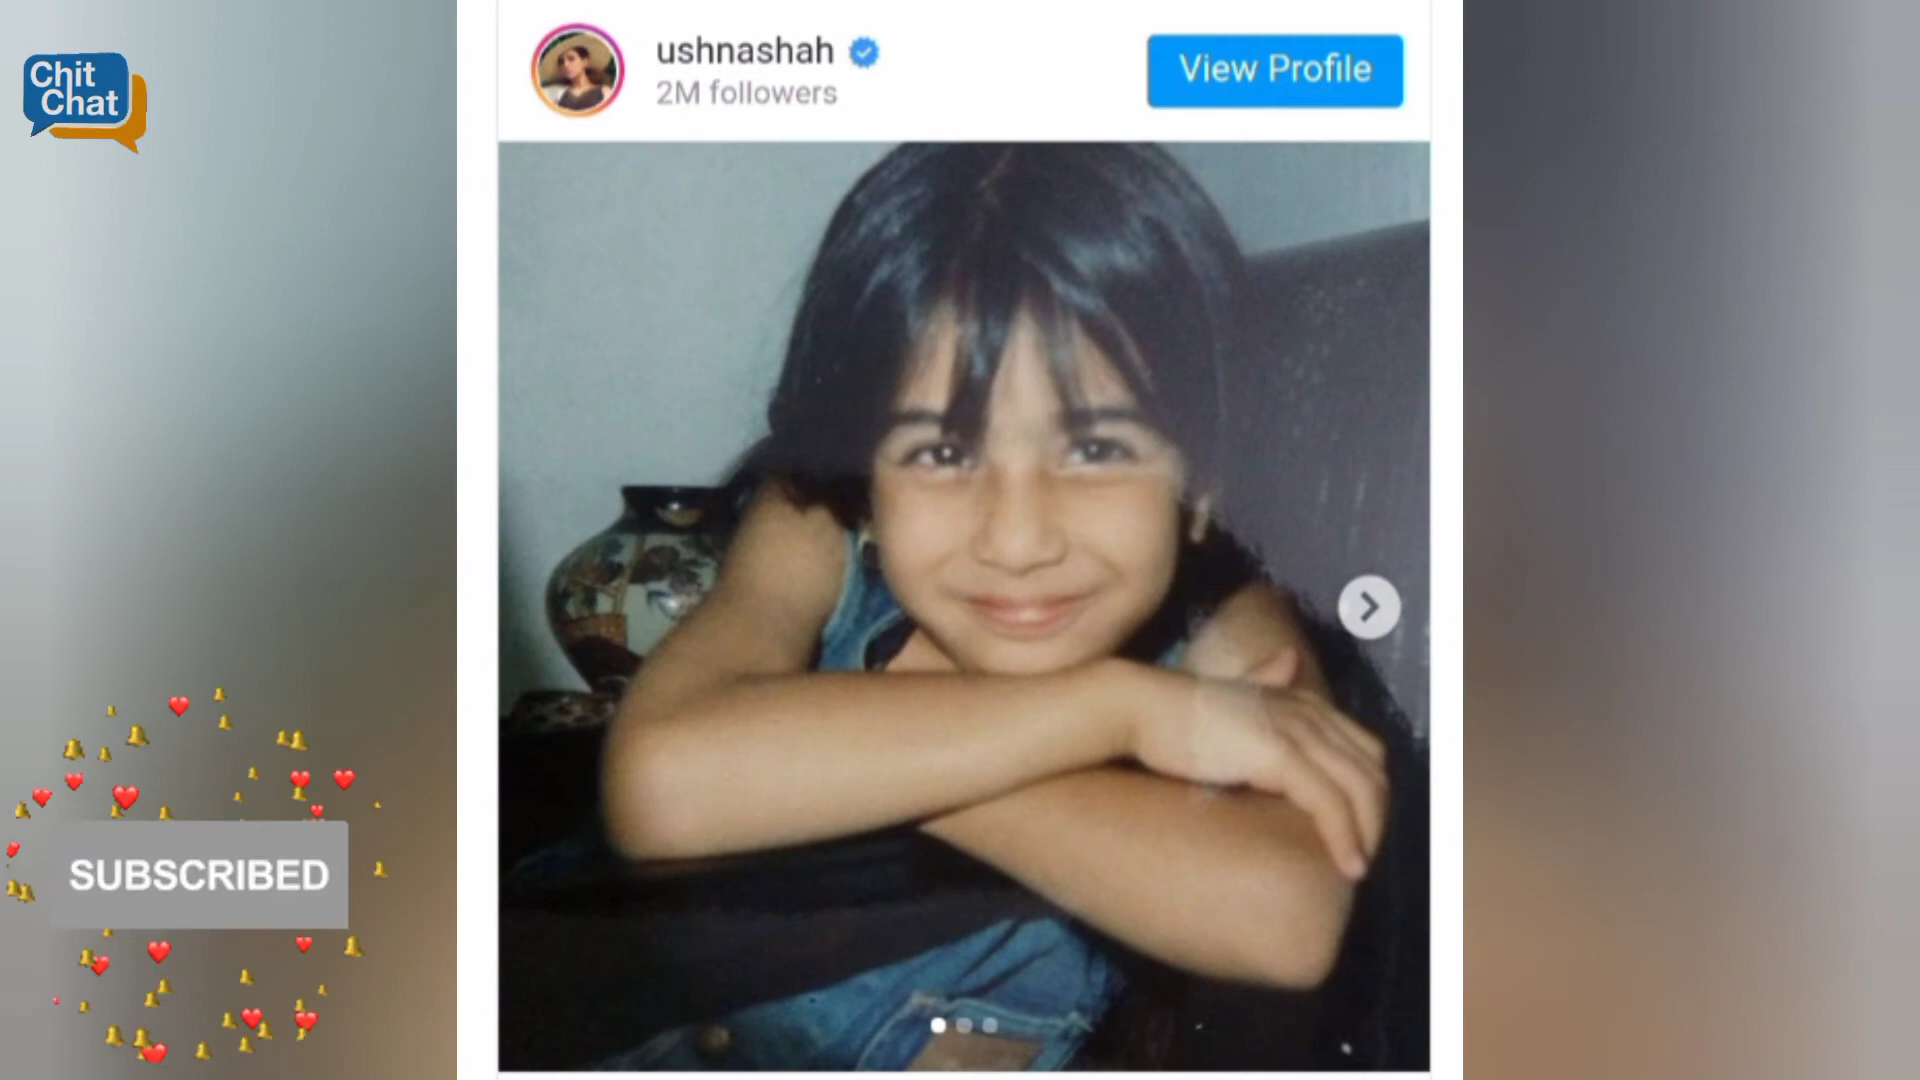 Chit
Chat
ushnashah
2M followers
View Profile
SUBSCRIBED